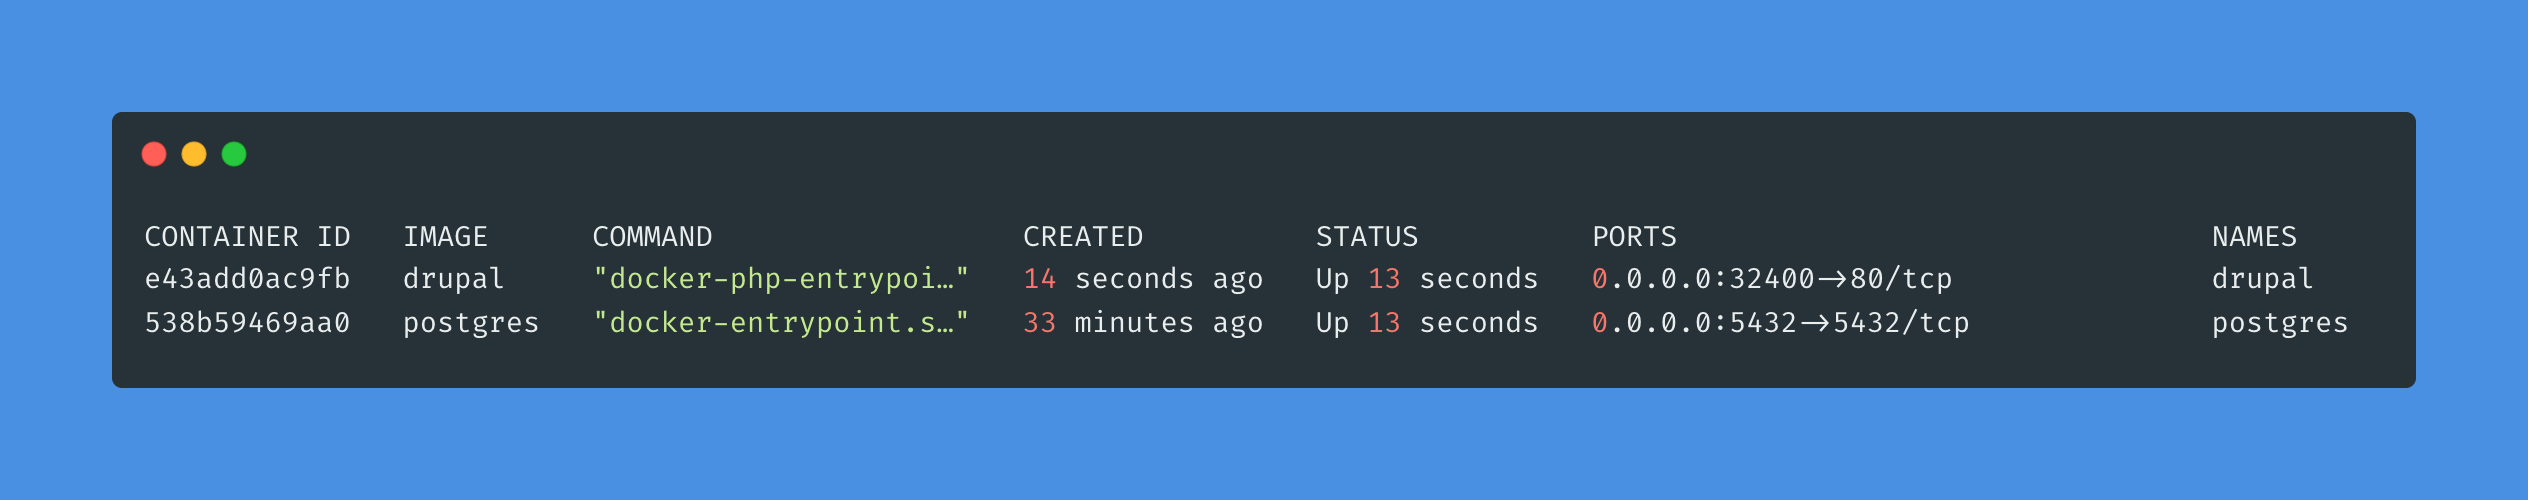 CONTAINER ID IMAGE COMMAND CREATED STATUS PORTS NAMES
e43add0ac9fb drupal "docker-php-entrypoi…" 14 seconds ago Up 13 seconds 0.0.0.0:32400->80/tcp drupal
538b59469aa0 postgres "docker-entrypoint.s…" 33 minutes ago Up 13 seconds 0.0.0.0:5432->5432/tcp postgres